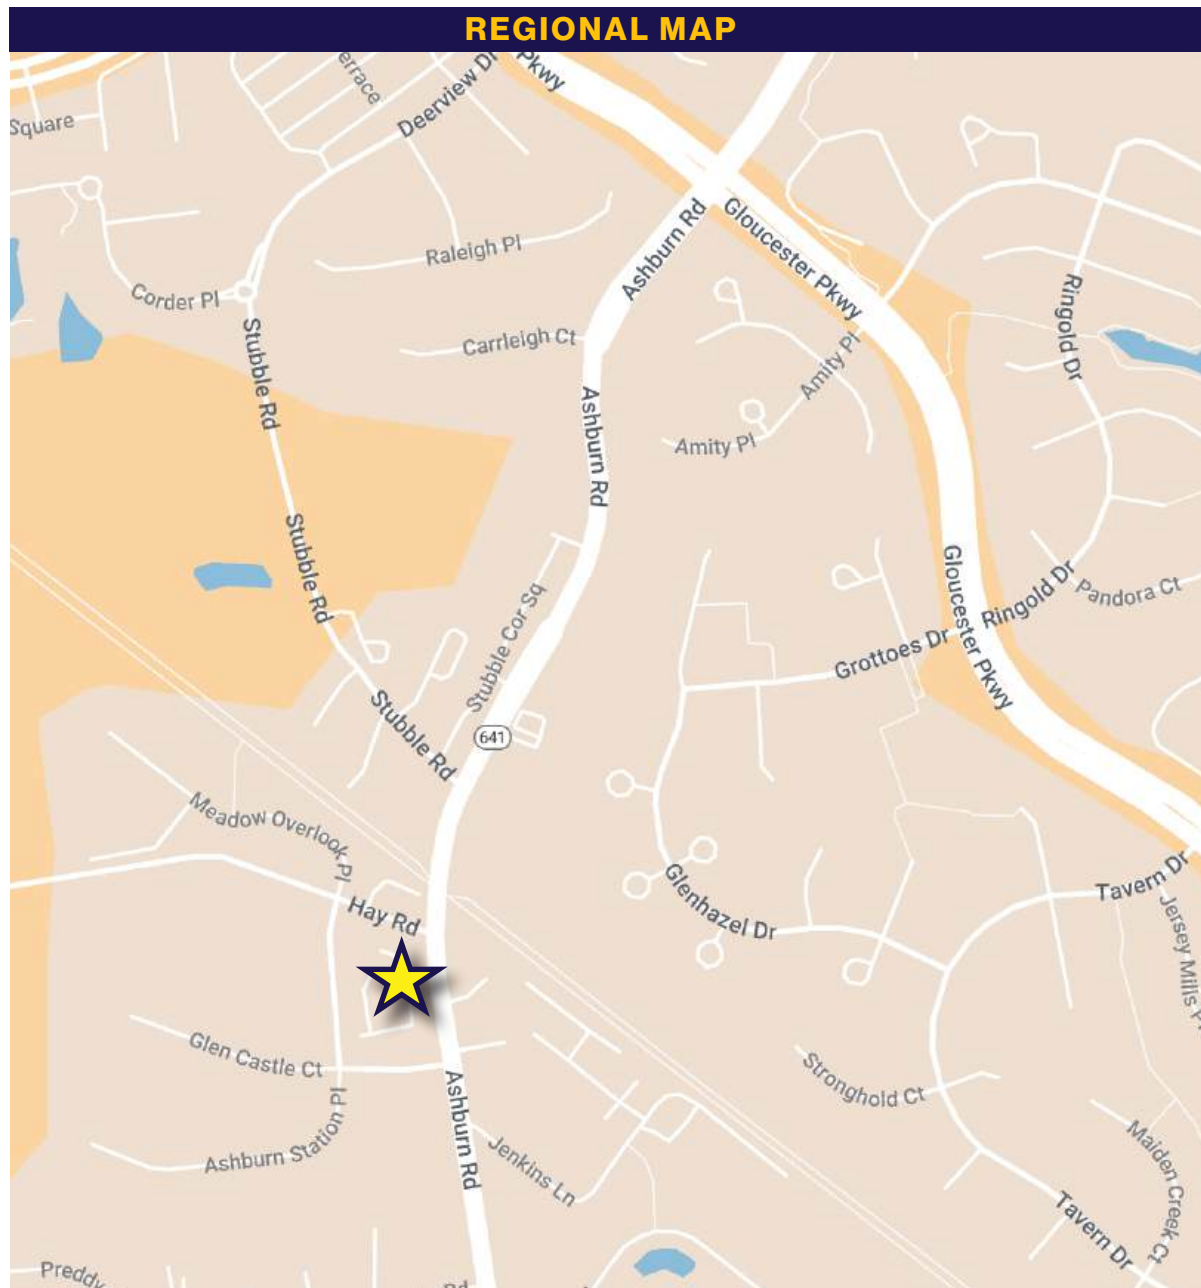 REGIONAL MAP
Pkwy
Deerview Dr
errace
Square
Ashburn Rd
Gloucester Pkwy
Raleigh Pl
Corder Pl
Ringold Dr
Stubble Rd
Carrleigh Ct
Amity Pl
Ashburn Rd
Amity Pl
Stubble Rd
Gloucester Pkwy
Ringold Dr
Pandora Ct
Stubble Cor Sq
Grottoes Dr
Stubble Rd
641
Meadow Overlook Pl
Glenhazel Dr
Tavern Dr
Hay Rd
Jersey Mills P
Glen Castle Ct
Stronghold Ct
Ashburn Rd
Ashburn Station Pl
Jenkins Ln
Maiden Creek Ct
Tavern Dr
Preddy
Rd